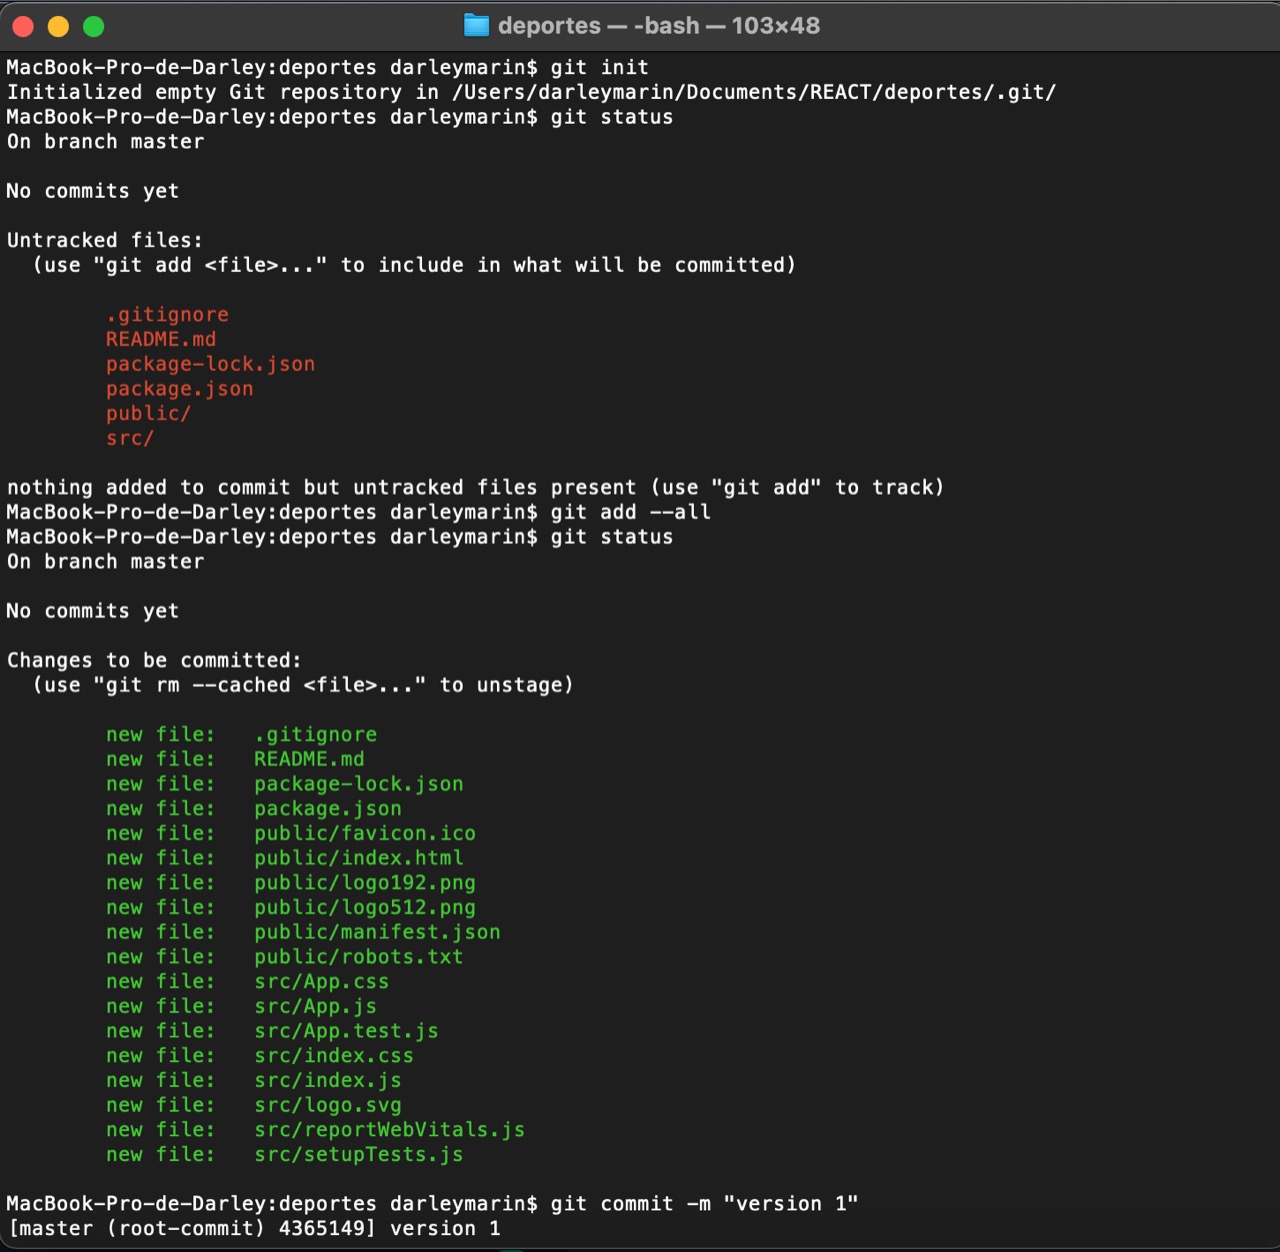 deportes — -bash — 103×48
MacBook-Pro-de-Darley:deportes darleymarin$ git init
Initialized empty Git repository in /Users/darleymarin/Documents/REACT/deportes/.git/
MacBook-Pro-de-Darley:deportes darleymarin$ git status
On branch master
No commits yet
Untracked files:
  (use "git add <file>..." to include in what will be committed)
        .gitignore
        README.md
        package-lock.json
        package.json
        public/
        src/
nothing added to commit but untracked files present (use "git add" to track)
MacBook-Pro-de-Darley:deportes darleymarin$ git add --all
MacBook-Pro-de-Darley:deportes darleymarin$ git status
On branch master
No commits yet
Changes to be committed:
  (use "git rm --cached <file>..." to unstage)
        new file:   .gitignore
        new file:   README.md
        new file:   package-lock.json
        new file:   package.json
        new file:   public/favicon.ico
        new file:   public/index.html
        new file:   public/logo192.png
        new file:   public/logo512.png
        new file:   public/manifest.json
        new file:   public/robots.txt
        new file:   src/App.css
        new file:   src/App.js
        new file:   src/App.test.js
        new file:   src/index.css
        new file:   src/index.js
        new file:   src/logo.svg
        new file:   src/reportWebVitals.js
        new file:   src/setupTests.js
MacBook-Pro-de-Darley:deportes darleymarin$ git commit -m "version 1"
[master (root-commit) 4365149] version 1